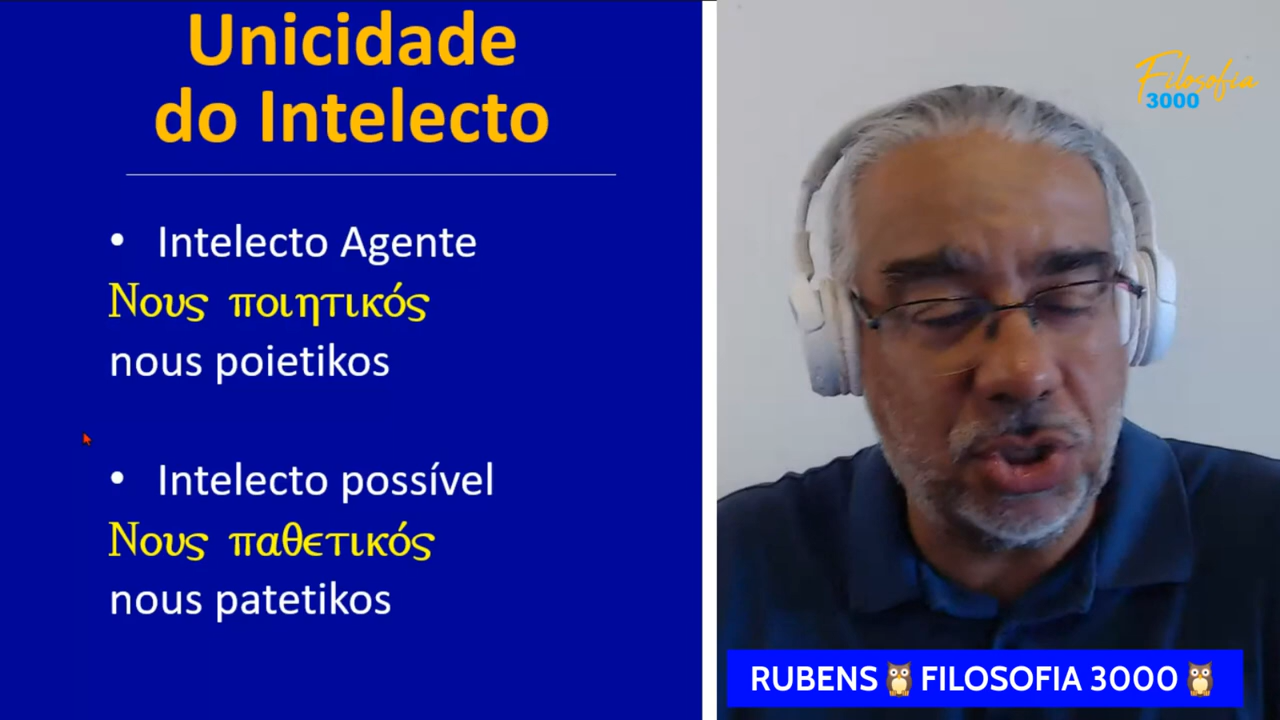 Unicidade
do Intelecto
• Intelecto Agente
Νους ποιητικός
nous poietikos
• Intelecto possível
Νους παθετικός
nous patetikos
Filosofia
3000
RUBENS🦉FILOSOFIA 3000🦉